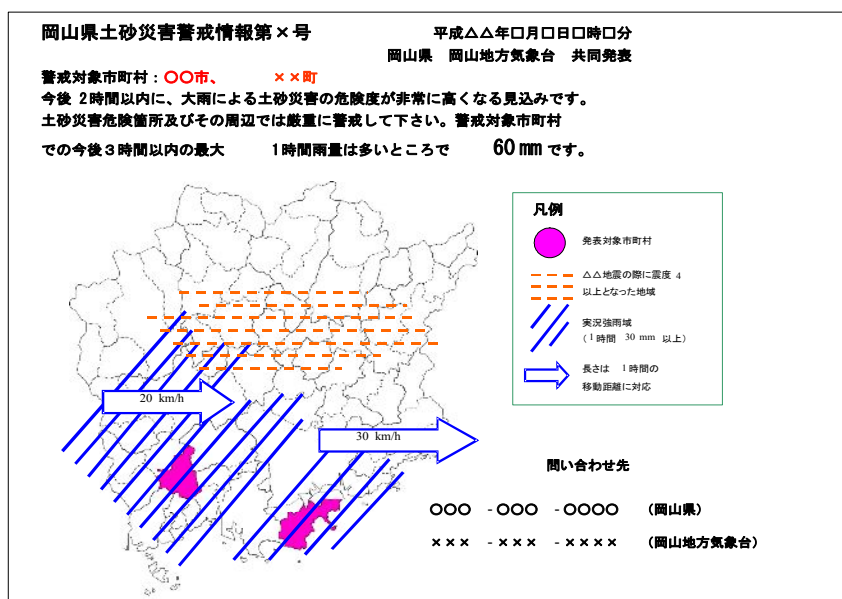 岡山県土砂災害警戒情報第×号
平成△△年□月□日□時□分
岡山県 岡山地方気象台 共同発表
警戒対象市町村：〇〇市、 ××町
今後 2時間以内に、大雨による土砂災害の危険度が非常に高くなる見込みです。
土砂災害危険箇所及びその周辺では厳重に警戒して下さい。警戒対象市町村
での今後３時間以内の最大 1時間雨量は多いところで 60mmです。
凡例
発表対象市町村
△△地震の際に震度 4
以上となった地域
実況強雨域
（1時間 30 mm 以上）
長さは 1時間の
移動距離に対応
20 km/h
30 km/h
問い合わせ先
〇〇〇 -〇〇〇 -〇〇〇〇 （岡山県）
××× -××× -×××× （岡山地方気象台）